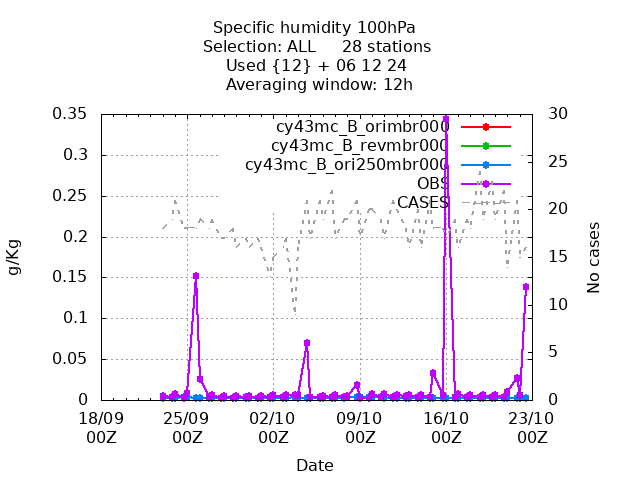 Specific humidity 100hPa
Selection: ALL 28 stations
Used {12} + 06 12 24
Averaging window: 12h
cy43mc_B_orimbr000
cy43mc_B_revmbr000
cy43mc_B_ori250mbr000
OBS
CASES
0.35
0.3
0.25
0.2
0.15
0.1
0.05
0
g/Kg
30
25
20
15
10
5
0
No cases
18/09 25/09 02/10 09/10 16/10 23/10
00Z 00Z 00Z 00Z 00Z 00Z
Date